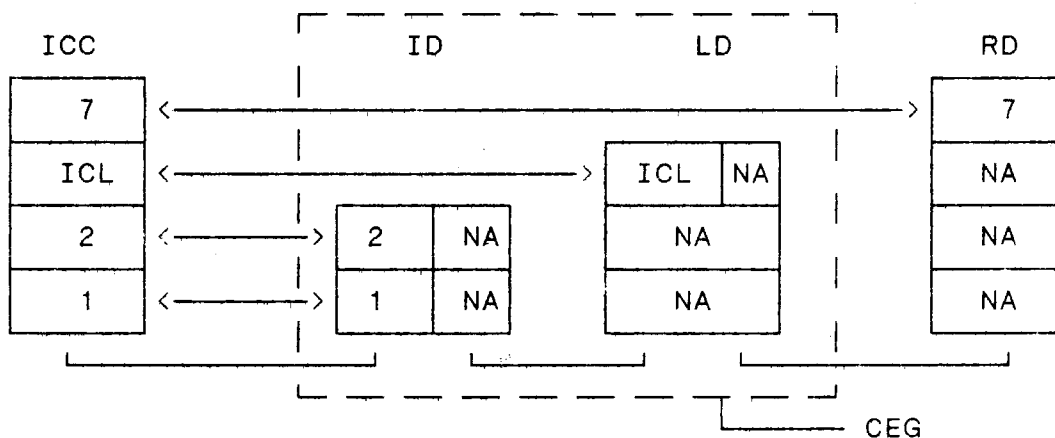 ICC ID LD RD
7 7
ICL ICL NA NA
2 2 NA NA NA
1 1 NA NA NA
CEG